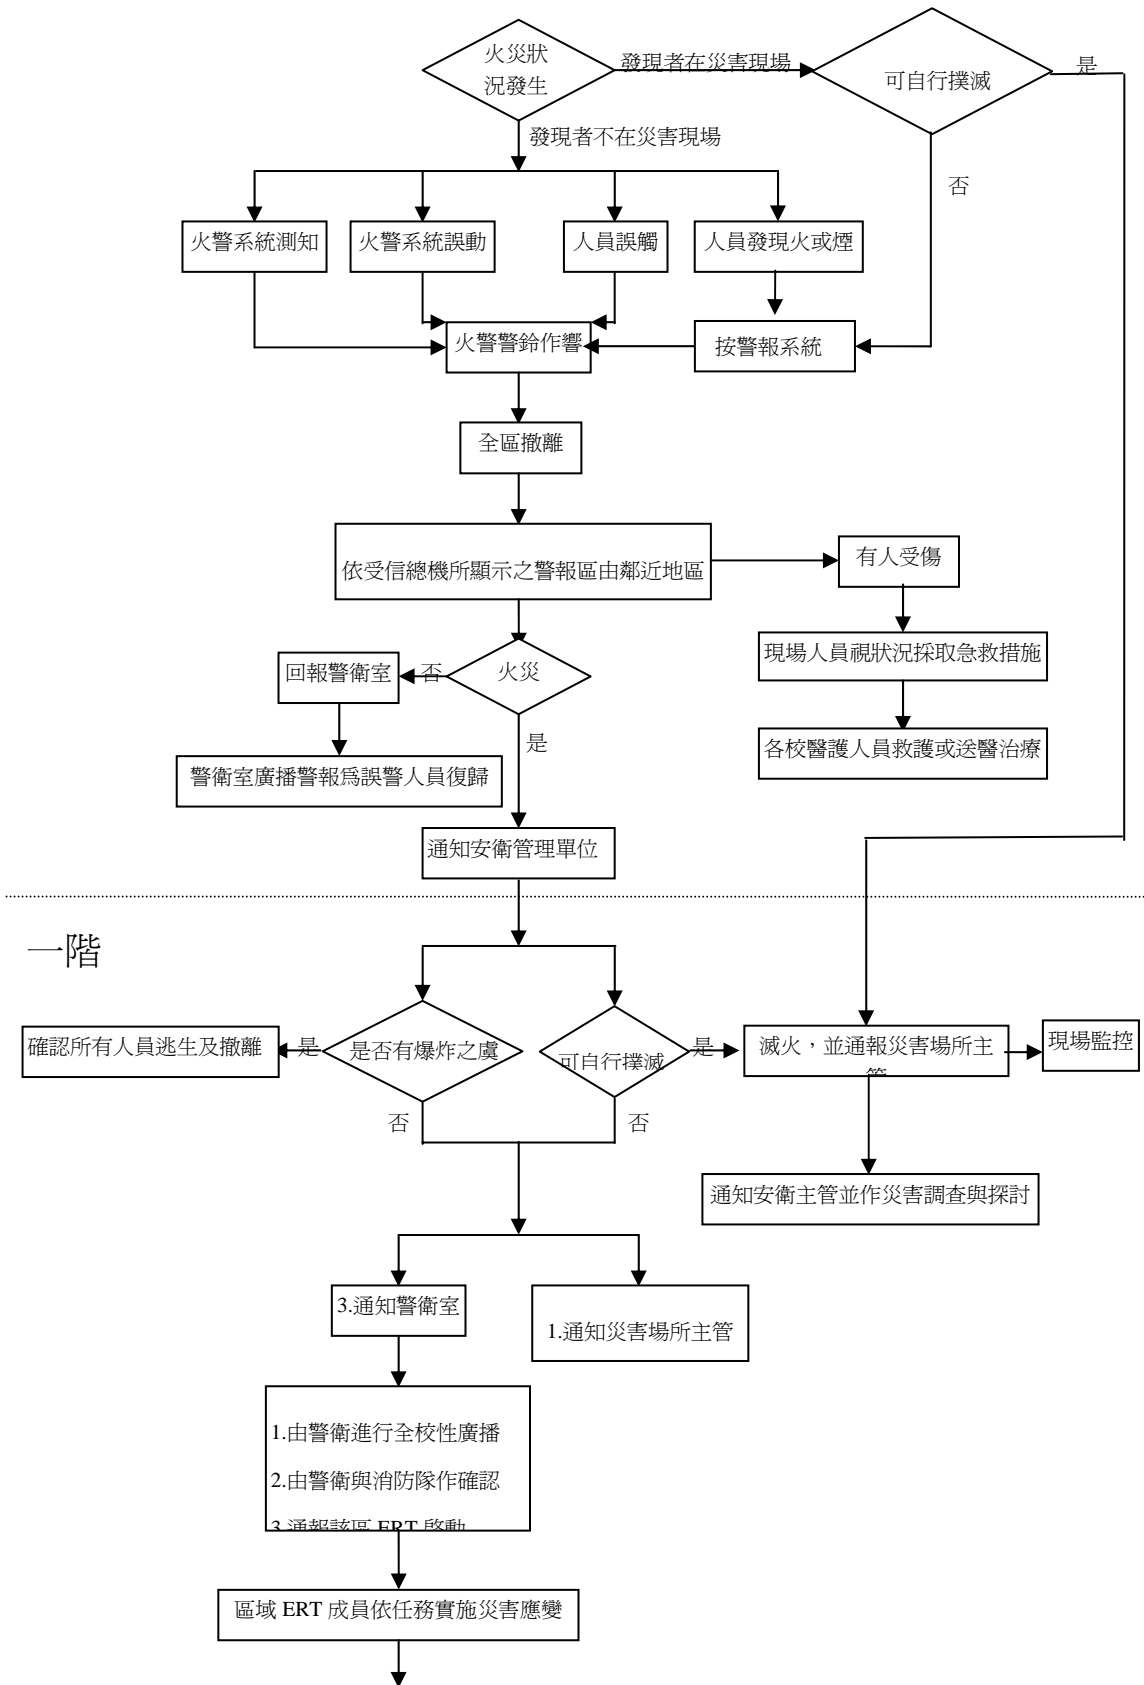 火災狀
況發生
發現者在災害現場
可自行撲滅
是
發現者不在災害現場
否
火警系統測知
火警系統誤動
人員誤觸
人員發現火或煙
火警警鈴作響
按警報系統
全區撤離
依受信總機所顯示之警報區由鄰近地區
有人受傷
現場人員視狀況採取急救措施
各校醫護人員救護或送醫治療
回報警衛室
否
火災
是
警衛室廣播警報為誤警人員復歸
通知安衛管理單位
一階
確認所有人員逃生及撤離
是
是否有爆炸之虞
可自行撲滅
是
滅火，並通報災害場所主
管
現場監控
否
否
通知安衛主管並作災害調查與探討
3.通知警衛室
1.通知災害場所主管
1.由警衛進行全校性廣播
2.由警衛與消防隊作確認
3.通報該區 ERT 啟動
區域 ERT 成員依任務實施災害應變